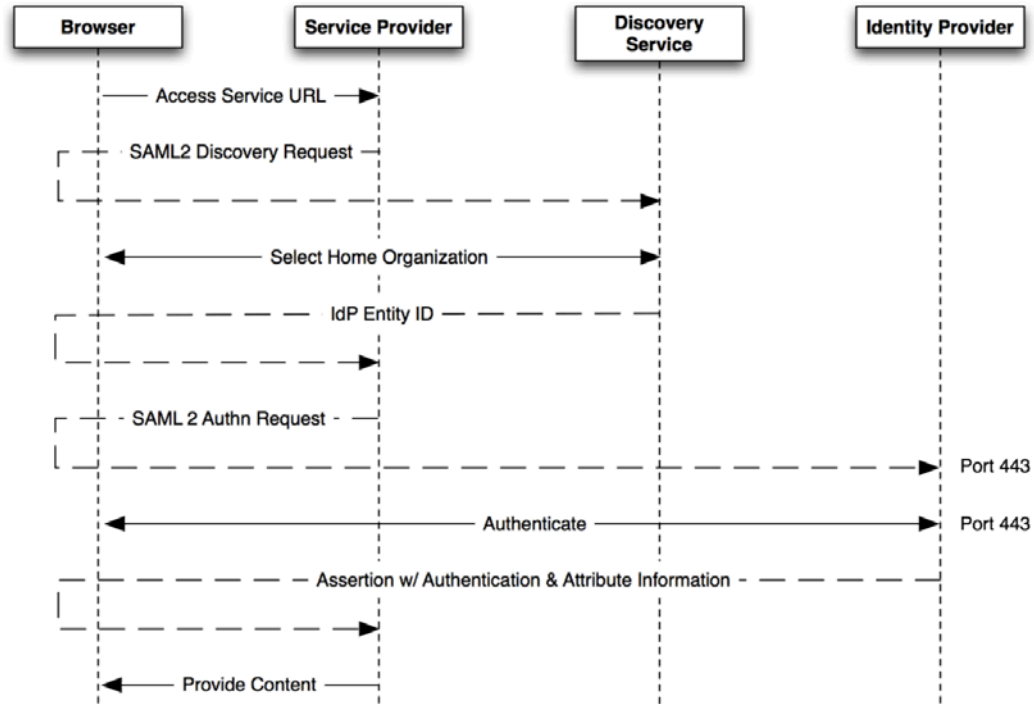 Browser
Service Provider
Discovery
Service
Identity Provider
Access Service URL
SAML2 Discovery Request
Select Home Organization
IdP Entity ID
SAML 2 Authn Request
Port 443
Authenticate
Port 443
Assertion w/ Authentication & Attribute Information
Provide Content